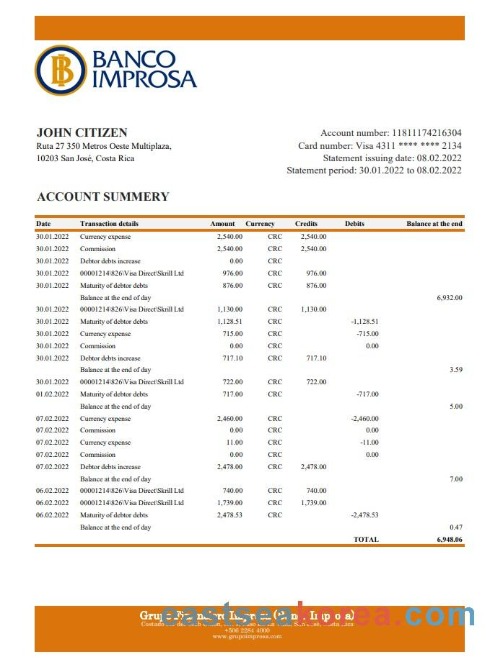 BANCO
IMPROSA
JOHN CITIZEN
Ruta 27 350 Metros Oeste Multiplaza,
10203 San José, Costa Rica
Account number: 11811174216304
Card number: Visa 4311 **** **** 2134
Statement issuing date: 08.02.2022
Statement period: 30.01.2022 to 08.02.2022
ACCOUNT SUMMERY
Date Transaction details Amount Currency Credits Debits Balance at the end
30.01.2022 Currency expense 2,540.00 CRC 2,540.00
30.01.2022 Commission 2,540.00 CRC 2,540.00
30.01.2022 Debtor debts increase 0.00 CRC
30.01.2022 00001214\826\Visa Direct\Skrill Ltd 976.00 CRC 976.00
30.01.2022 Maturity of debtor debts 876.00 CRC 876.00
Balance at the end of day 6,932.00
30.01.2022 00001214\826\Visa Direct\Skrill Ltd 1,130.00 CRC 1,130.00
30.01.2022 Maturity of debtor debts 1,128.51 CRC -1,128.51
30.01.2022 Currency expense 715.00 CRC -715.00
30.01.2022 Commission 0.00 CRC 0.00
30.01.2022 Debtor debts increase 717.10 CRC 717.10
Balance at the end of day 3.59
30.01.2022 00001214\826\Visa Direct\Skrill Ltd 722.00 CRC 722.00
01.02.2022 Maturity of debtor debts 717.00 CRC -717.00
Balance at the end of day 5.00
07.02.2022 Currency expense 2,460.00 CRC -2,460.00
07.02.2022 Commission 0.00 CRC 0.00
07.02.2022 Currency expense 11.00 CRC -11.00
07.02.2022 Commission 0.00 CRC 0.00
07.02.2022 Debtor debts increase 2,478.00 CRC 2,478.00
Balance at the end of day 7.00
06.02.2022 00001214\826\Visa Direct\Skrill Ltd 740.00 CRC 740.00
06.02.2022 00001214\826\Visa Direct\Skrill Ltd 1,739.00 CRC 1,739.00
06.02.2022 Maturity of debtor debts 2,478.53 CRC -2,478.53
Balance at the end of day 0.47
TOTAL 6,948.06
Grupo Financiero Improsa (Banco Improsa)
eastseakorea.com
+506 2284 4000
www.grupoimprosa.com